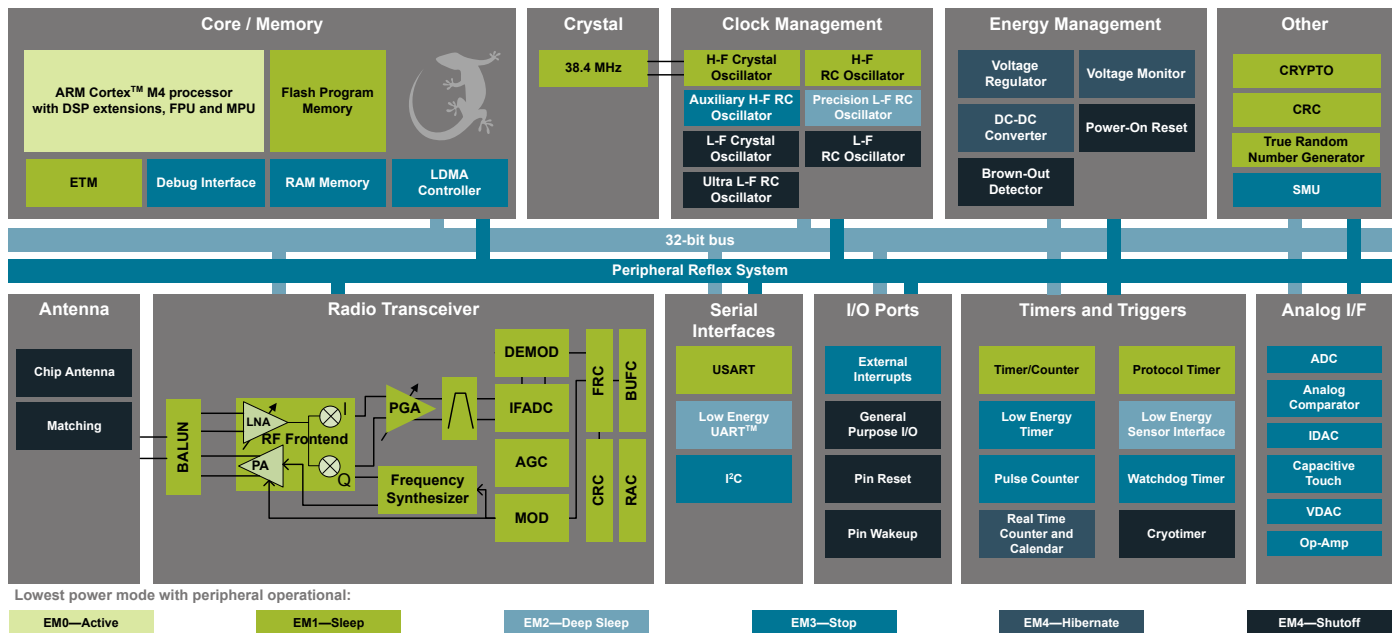 Core / Memory
ARM Cortex™ M4 processor
with DSP extensions, FPU and MPU
Flash Program
Memory
ETM
Debug Interface
RAM Memory
LDMA
Controller
Crystal
38.4 MHz
Clock Management
H-F Crystal
Oscillator
H-F
RC Oscillator
Auxiliary H-F RC
Oscillator
Precision L-F RC
Oscillator
L-F Crystal
Oscillator
L-F
RC Oscillator
Ultra L-F RC
Oscillator
Energy Management
Voltage
Regulator
Voltage Monitor
DC-DC
Converter
Power-On Reset
Brown-Out
Detector
Other
CRYPTO
CRC
True Random
Number Generator
SMU
32-bit bus
Peripheral Reflex System
Antenna
Chip Antenna
Matching
Radio Transceiver
BALUN
LNA
RF Frontend
PA
I
Q
PGA
Frequency
Synthesizer
DEMOD
IFADC
AGC
MOD
FRC
BUFC
CRC
RAC
Serial
Interfaces
USART
Low Energy
UART™
I²C
I/O Ports
External
Interrupts
General
Purpose I/O
Pin Reset
Pin Wakeup
Timers and Triggers
Timer/Counter
Protocol Timer
Low Energy
Timer
Low Energy
Sensor Interface
Pulse Counter
Watchdog Timer
Real Time
Counter and
Calendar
Cryotimer
Analog I/F
ADC
Analog
Comparator
IDAC
Capacitive
Touch
VDAC
Op-Amp
Lowest power mode with peripheral operational:
EM0—Active
EM1—Sleep
EM2—Deep Sleep
EM3—Stop
EM4—Hibernate
EM4—Shutoff